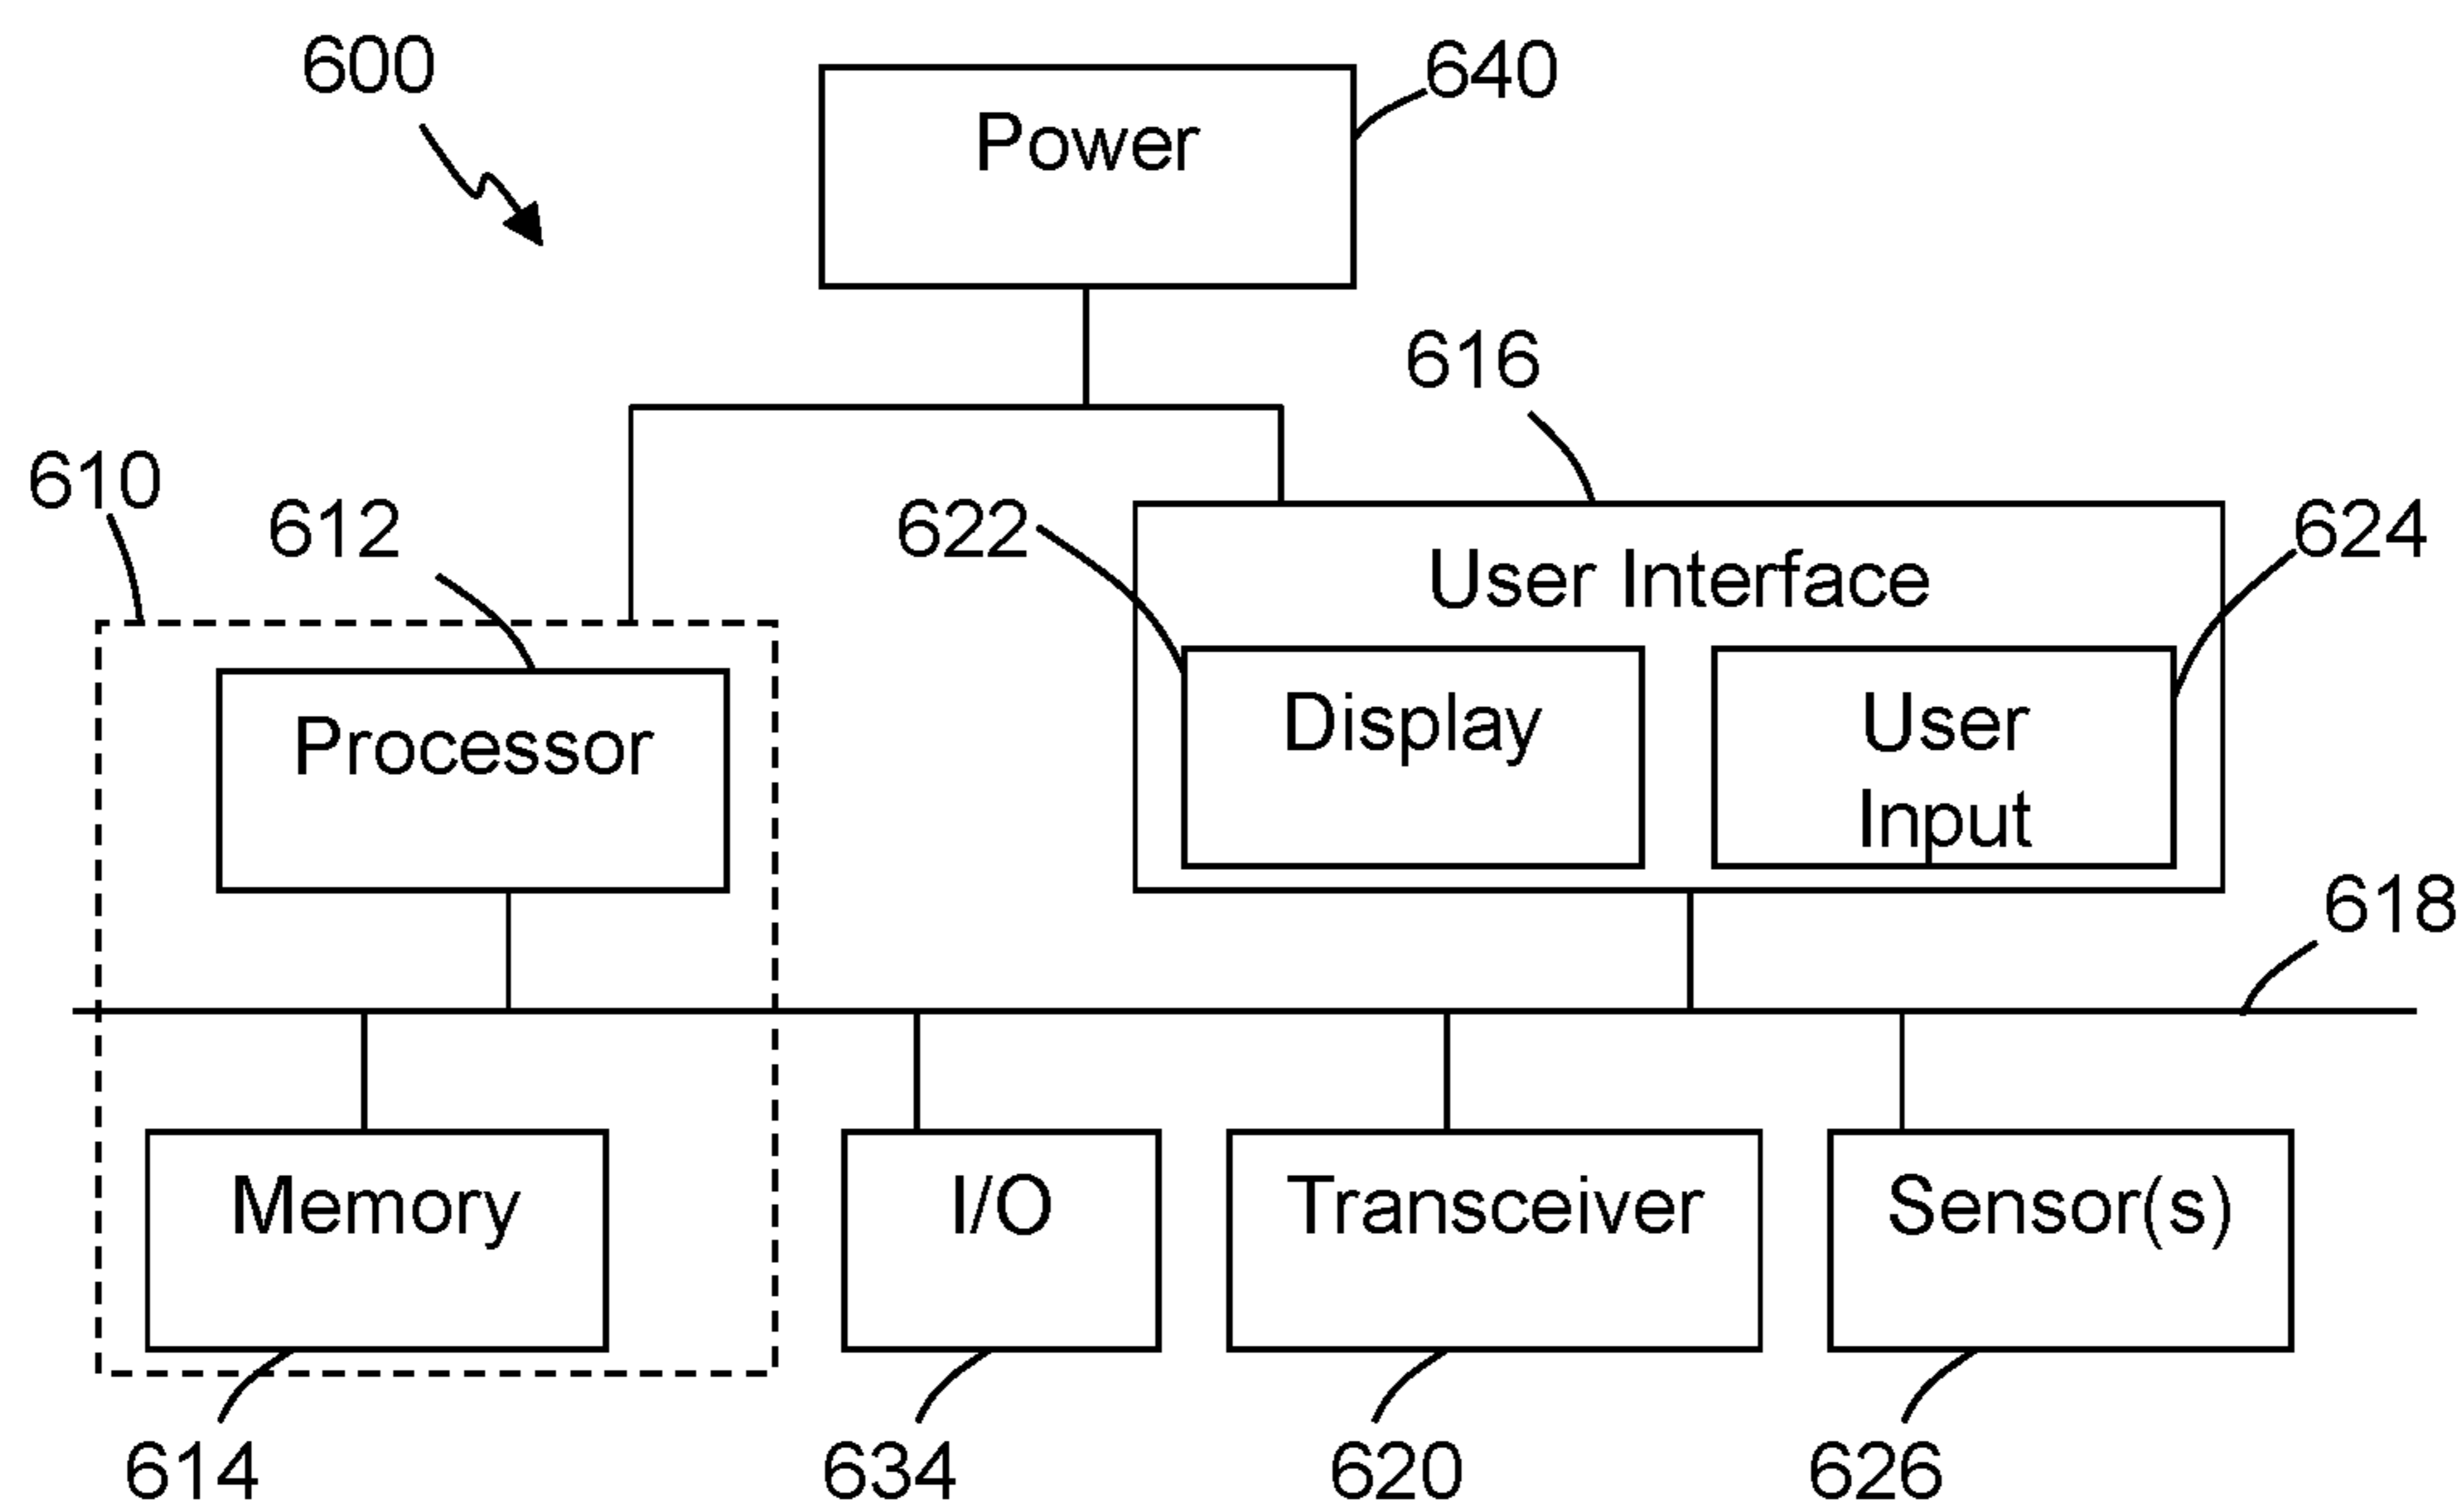 600
640
Power
616
610
612
622
624
User Interface
Processor
Display
User
Input
618
Memory
I/O
Transceiver
Sensor(s)
614
634
620
626